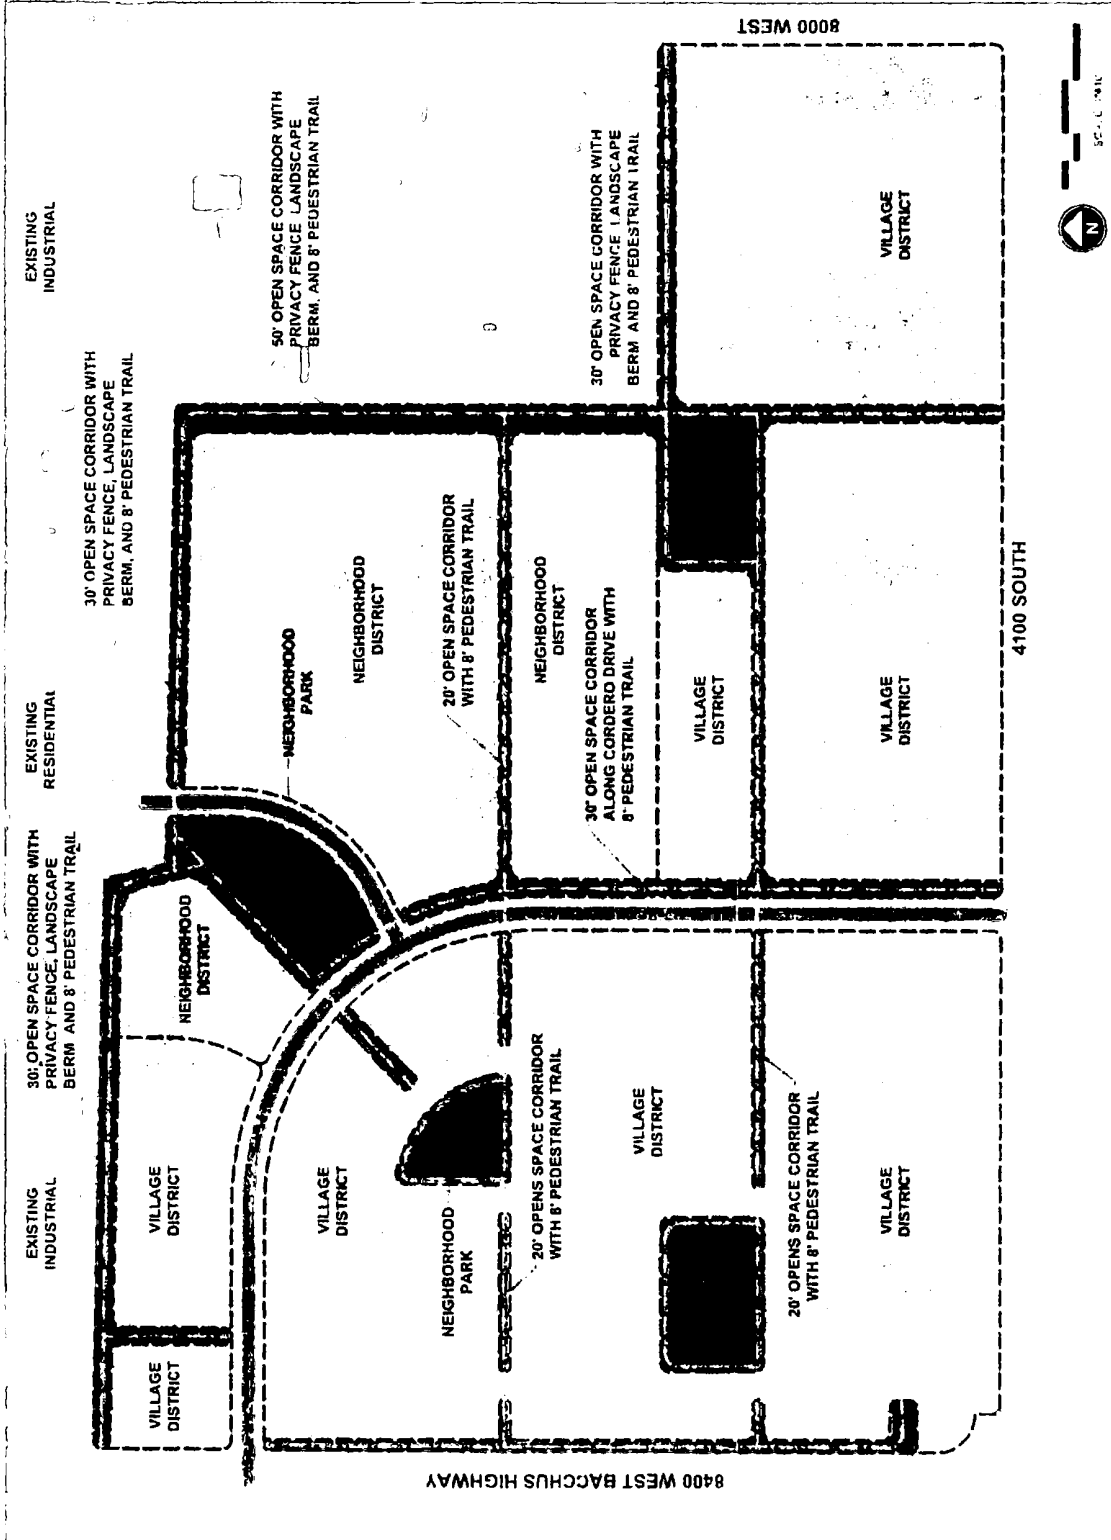 EXISTING
INDUSTRIAL
EXISTING
RESIDENTIAL
EXISTING
INDUSTRIAL
30' OPEN SPACE CORRIDOR WITH
PRIVACY FENCE, LANDSCAPE
BERM AND 8' PEDESTRIAN TRAIL
30' OPEN SPACE CORRIDOR WITH
PRIVACY FENCE, LANDSCAPE
BERM, AND 8' PEDESTRIAN TRAIL
50' OPEN SPACE CORRIDOR WITH
PRIVACY FENCE LANDSCAPE
BERM, AND 8' PEDESTRIAN TRAIL
VILLAGE
DISTRICT
VILLAGE
DISTRICT
NEIGHBORHOOD
DISTRICT
NEIGHBORHOOD
PARK
NEIGHBORHOOD
DISTRICT
VILLAGE
DISTRICT
NEIGHBORHOOD
PARK
20' OPEN SPACE CORRIDOR
WITH 8' PEDESTRIAN TRAIL
20' OPENS SPACE CORRIDOR
WITH 8' PEDESTRIAN TRAIL
NEIGHBORHOOD
DISTRICT
30' OPEN SPACE CORRIDOR
ALONG CORDERO DRIVE WITH
8' PEDESTRIAN TRAIL
30' OPEN SPACE CORRIDOR WITH
PRIVACY FENCE LANDSCAPE
BERM AND 8' PEDESTRIAN TRAIL
VILLAGE
DISTRICT
VILLAGE
DISTRICT
20' OPENS SPACE CORRIDOR
WITH 8' PEDESTRIAN TRAIL
VILLAGE
DISTRICT
VILLAGE
DISTRICT
VILLAGE
DISTRICT
8400 WEST BACCHUS HIGHWAY
8000 WEST
4100 SOUTH
N